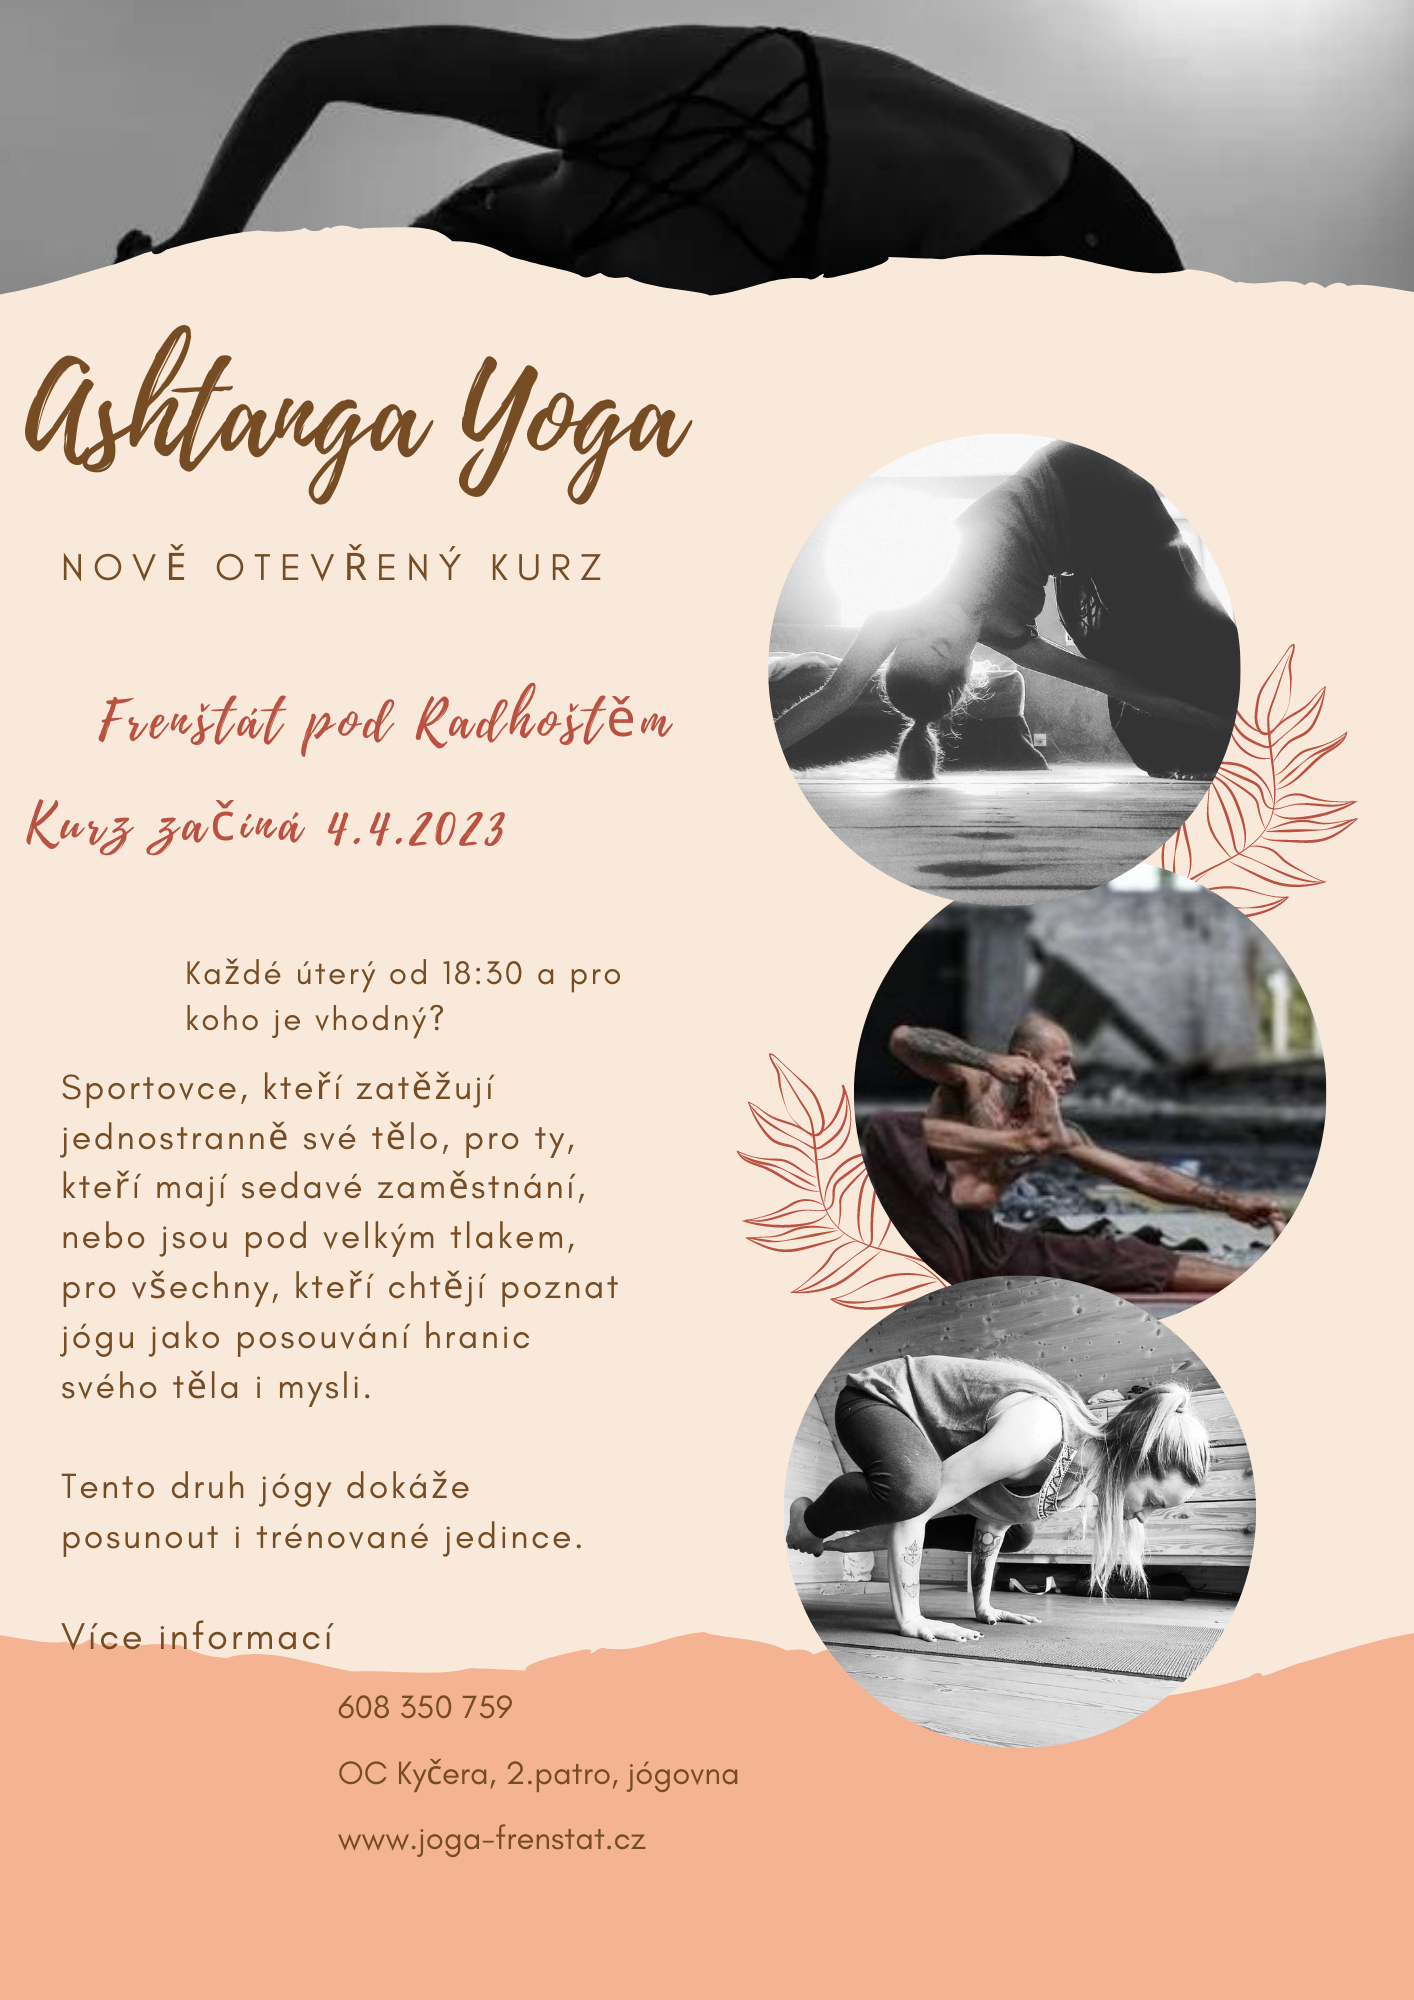 Ashtanga Yoga
NOVĚ OTEVŘENÝ KURZ
Frenštát pod Radhoštěm
Kurz začíná 4.4.2023
Každé úterý od 18:30 a pro
koho je vhodný?
Sportovce, kteří zatěžují
jednostranně své tělo, pro ty,
kteří mají sedavé zaměstnání,
nebo jsou pod velkým tlakem,
pro všechny, kteří chtějí poznat
jógu jako posouvání hranic
svého těla i mysli.
Tento druh jógy dokáže
posunout i trénované jedince.
Více informací
608 350 759
OC Kyčera, 2.patro, jógovna
www.joga-frenstat.cz